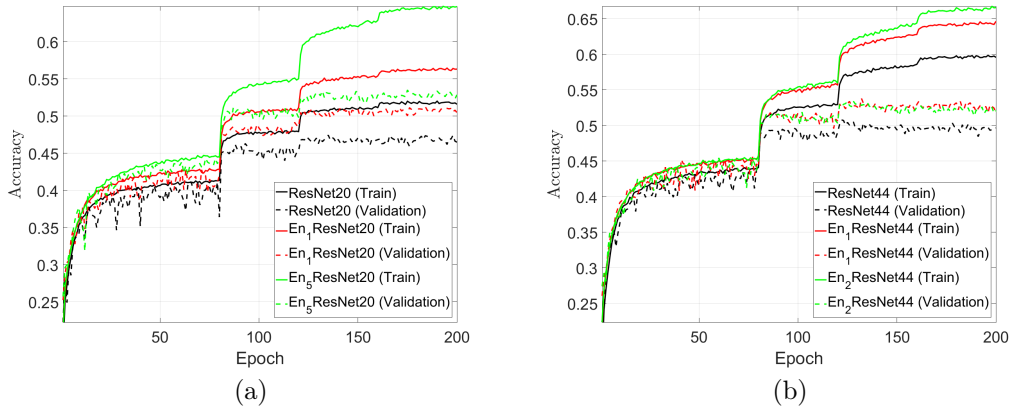 0.6
0.55
0.5
0.45
0.4
0.35
0.3
0.25
Accuracy
50
100
150
200
Epoch
ResNet20 (Train)
ResNet20 (Validation)
En1ResNet20 (Train)
En1ResNet20 (Validation)
En5ResNet20 (Train)
En5ResNet20 (Validation)
(a)
0.65
0.6
0.55
0.5
0.45
0.4
0.35
0.3
0.25
Accuracy
50
100
150
200
Epoch
ResNet44 (Train)
ResNet44 (Validation)
En1ResNet44 (Train)
En1ResNet44 (Validation)
En2ResNet44 (Train)
En2ResNet44 (Validation)
(b)